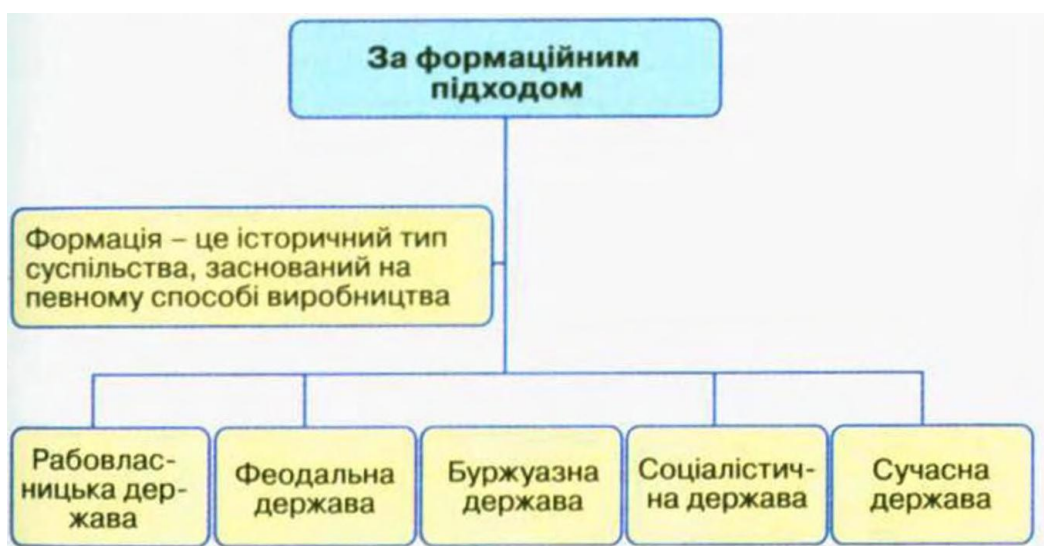 За формаційним
підходом
Формація – це історичний тип
суспільства, заснований на
певному способі виробництва
Рабовлас-
ницька дер-
жава
Феодальна
держава
Буржуазна
держава
Соціалістич-
на держава
Сучасна
держава